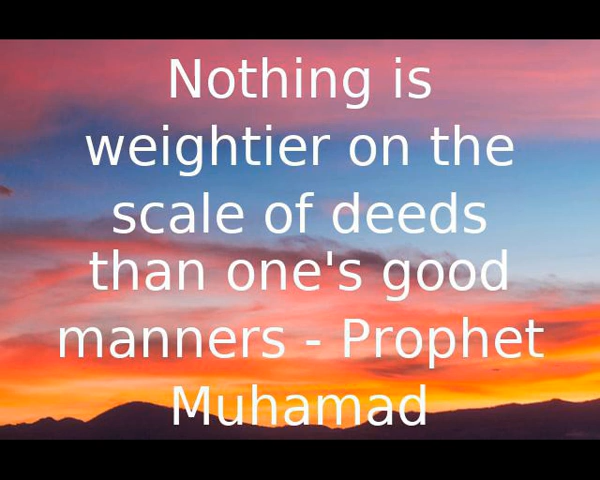 Nothing is
weightier on the
scale of deeds
than one's good
manners - Prophet
Muhamad